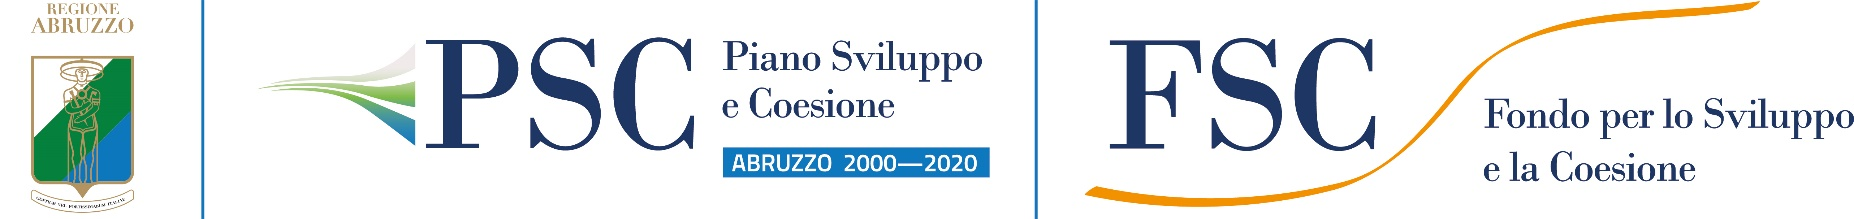 REGIONE
ABRUZZO
PSC
Piano Sviluppo
e Coesione
ABRUZZO 2000—2020
FSC
Fondo per lo Sviluppo
e la Coesione